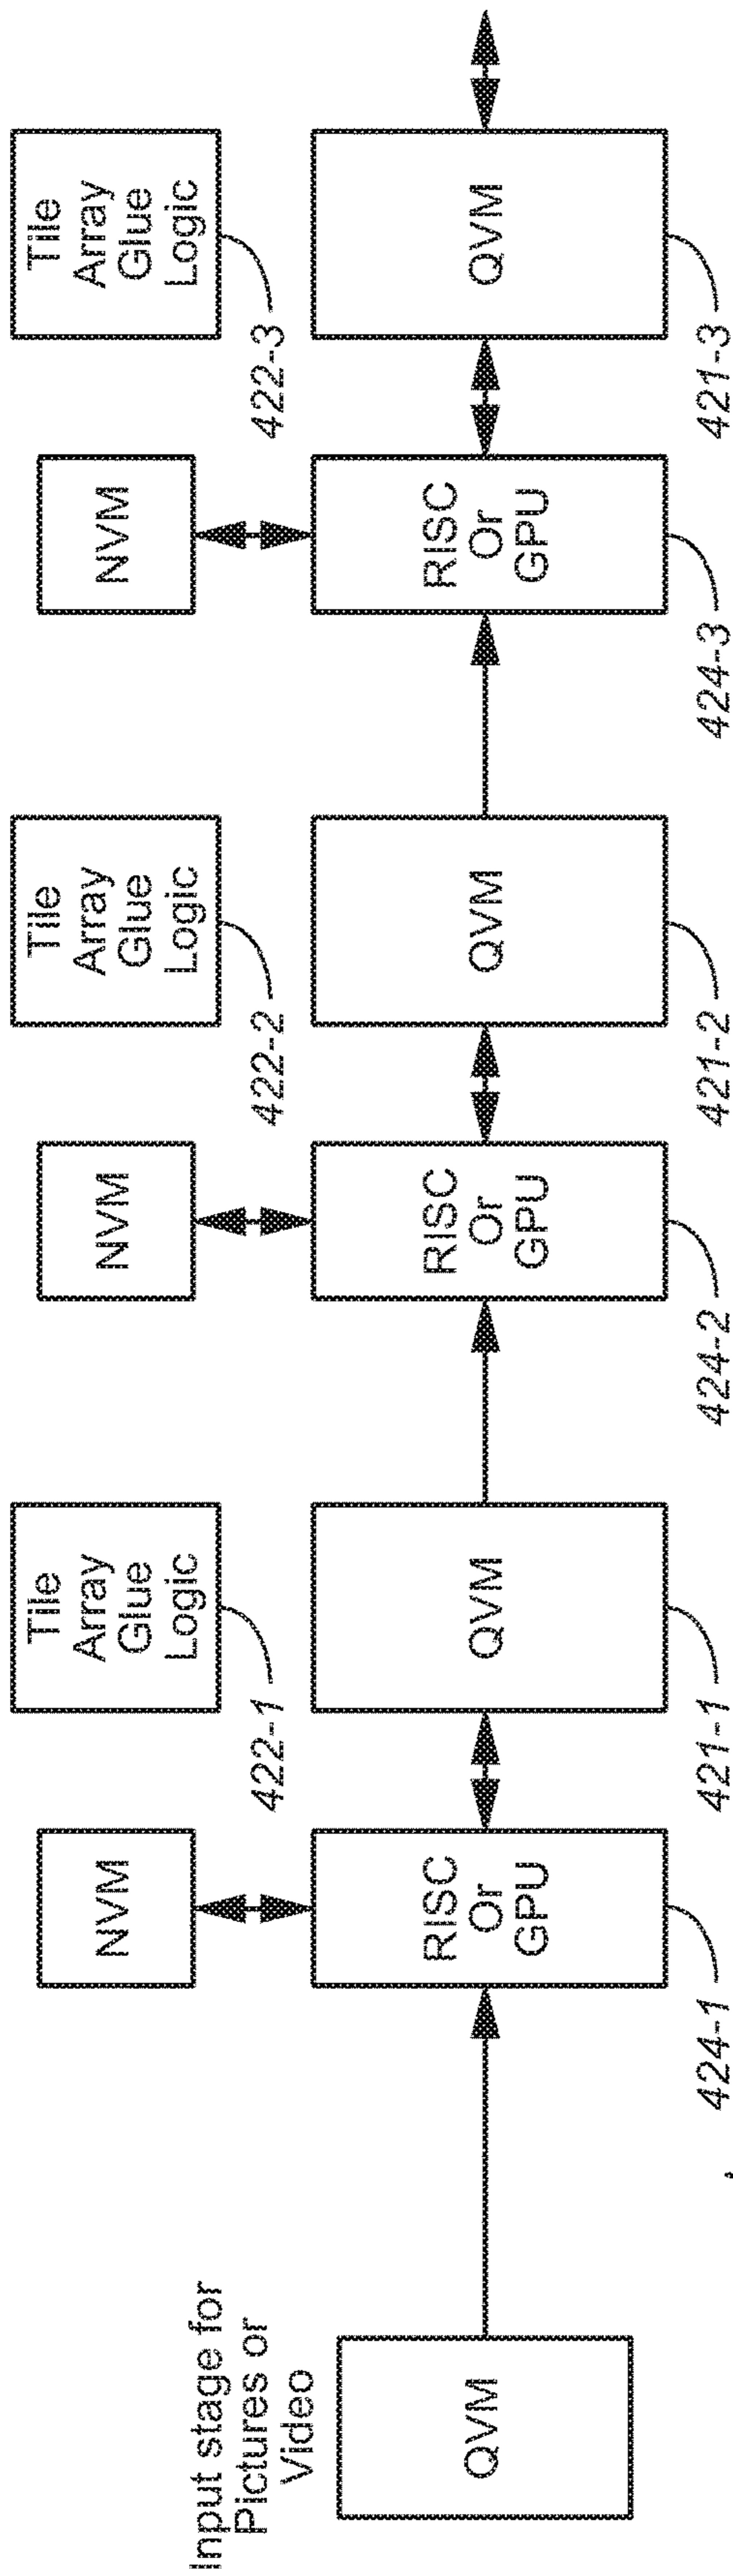 Input stage for
Pictures or
Video
QVM
NVM
RISC
Or
GPU
424-1
Tile
Array
Glue
Logic
422-1
QVM
421-1
NVM
RISC
Or
GPU
424-2
Tile
Array
Glue
Logic
422-2
QVM
421-2
NVM
RISC
Or
GPU
424-3
Tile
Array
Glue
Logic
422-3
QVM
421-3